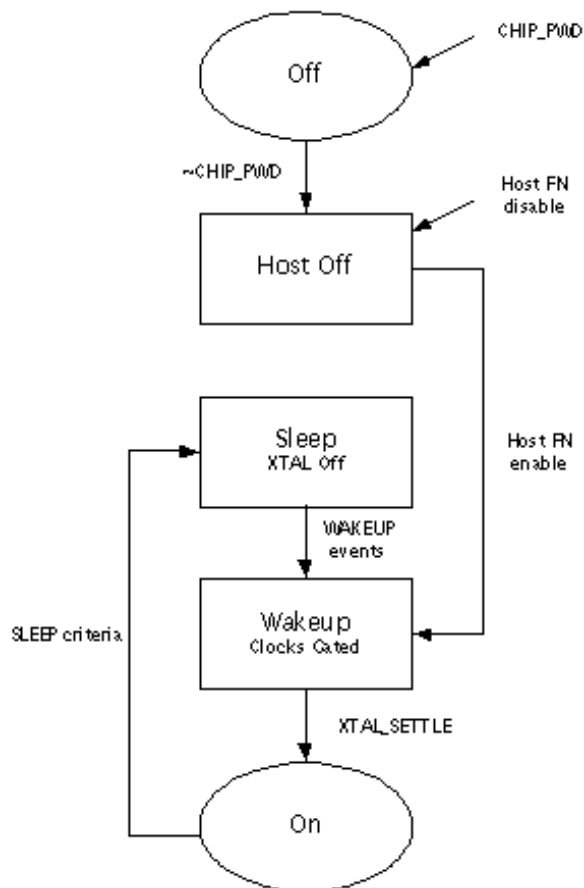 CHIP_PWD
Off
~CHIP_PWD
Host FN
disable
Host Off
Sleep
XTAL Off
Host FN
enable
WAKEUP
events
Wakeup
Clocks Gated
SLEEP criteria
XTAL_SETTLE
On